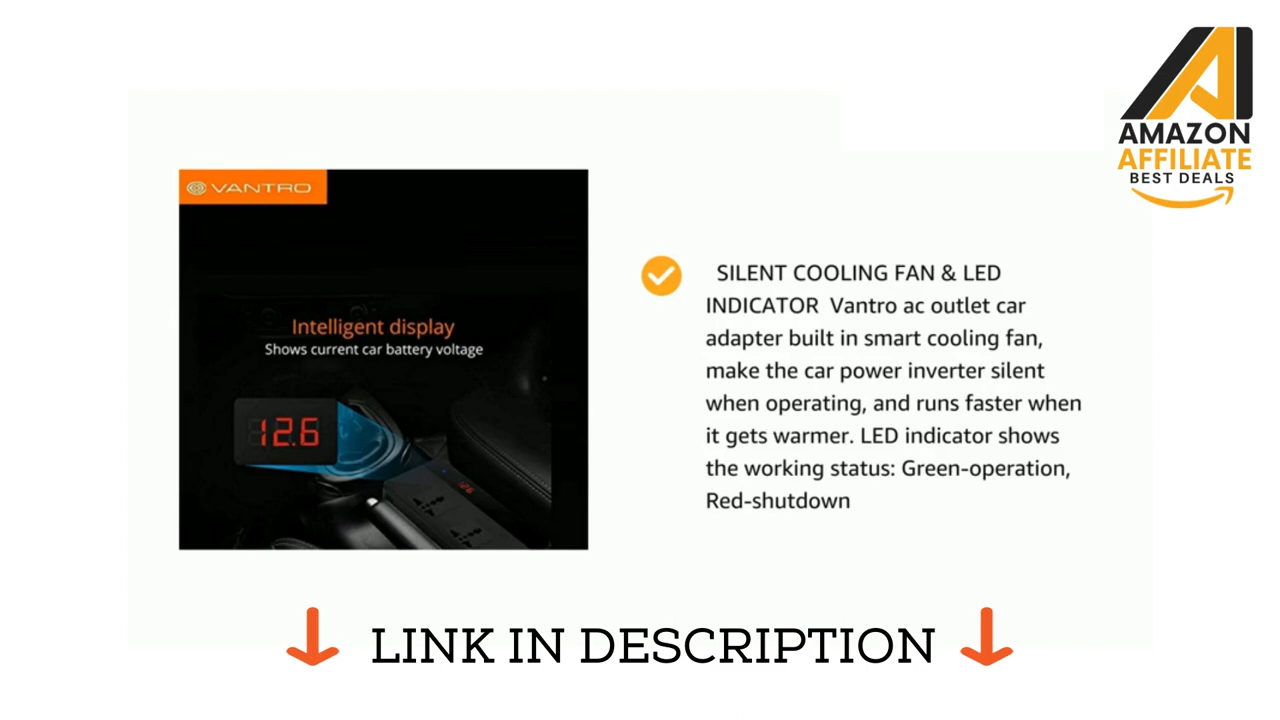 AMAZON
AFFILIATE
BEST DEALS
VANTRO
Intelligent display
Shows current car battery voltage
12.6
12.6
SILENT COOLING FAN & LED
INDICATOR Vantro ac outlet car
adapter built in smart cooling fan,
make the car power inverter silent
when operating, and runs faster when
it gets warmer. LED indicator shows
the working status: Green-operation,
Red-shutdown
LINK IN DESCRIPTION